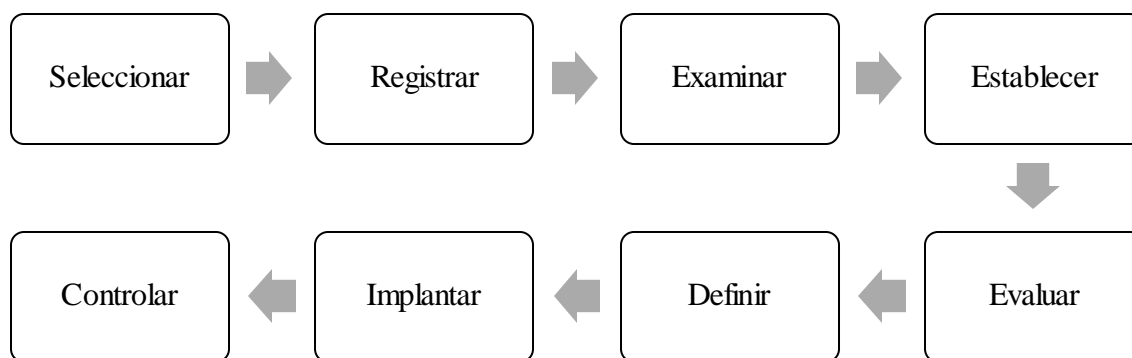 Seleccionar
Registrar
Examinar
Establecer
Evaluar
Definir
Implantar
Controlar